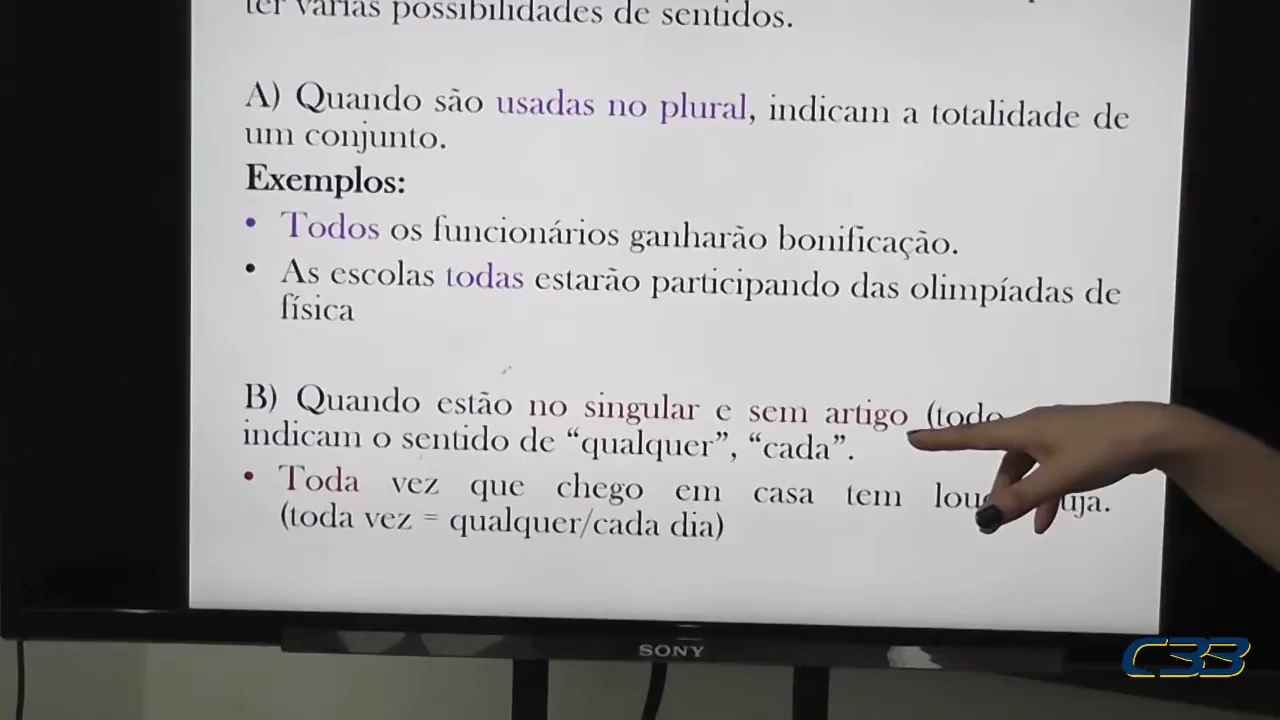 ter várias possibilidades de sentidos.
A) Quando são usadas no plural, indicam a totalidade de
um conjunto.
Exemplos:
• Todos os funcionários ganharão bonificação.
• As escolas todas estarão participando das olimpíadas de
física
B) Quando estão no singular e sem artigo (todo
indicam o sentido de “qualquer”, “cada”.
• Toda vez que chego em casa tem
(toda vez = qualquer/cada dia)
SONY
C33